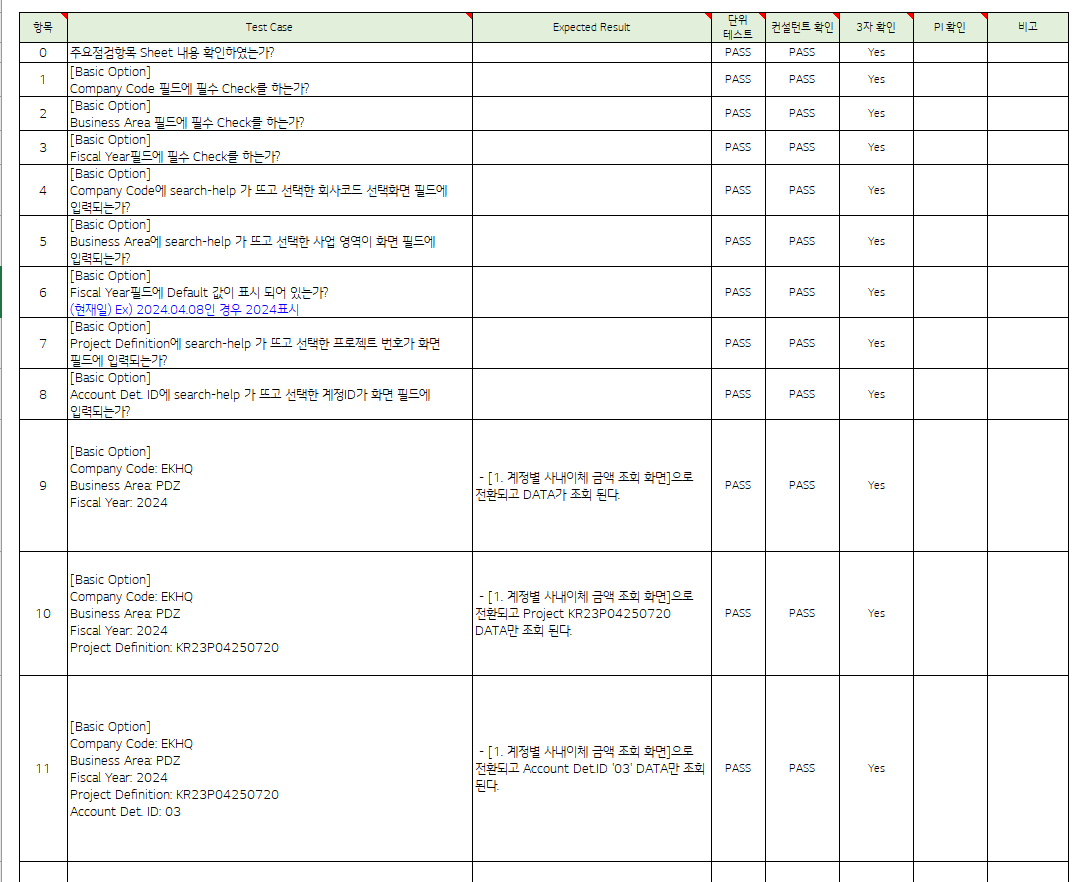 항목 Test Case Expected Result 단위 테스트 컨설턴트 확인 3자 확인 PI 확인 비고
0 주요점검항목 Sheet 내용 확인하였는가? PASS PASS Yes
1 [Basic Option]
Company Code 필드에 필수 Check를 하는가? PASS PASS Yes
2 [Basic Option]
Business Area 필드에 필수 Check를 하는가? PASS PASS Yes
3 [Basic Option]
Fiscal Year필드에 필수 Check를 하는가? PASS PASS Yes
4 [Basic Option]
Company Code에 search-help 가 뜨고 선택한 회사코드 선택화면 필드에
입력되는가? PASS PASS Yes
5 [Basic Option]
Business Area에 search-help 가 뜨고 선택한 사업 영역이 화면 필드에
입력되는가? PASS PASS Yes
6 [Basic Option]
Fiscal Year필드에 Default 값이 표시 되어 있는가?
(현재일) Ex) 2024.04.08인 경우 2024표시 PASS PASS Yes
7 [Basic Option]
Project Definition에 search-help 가 뜨고 선택한 프로젝트 번호가 화면
필드에 입력되는가? PASS PASS Yes
8 [Basic Option]
Account Det. ID에 search-help 가 뜨고 선택한 계정ID가 화면 필드에
입력되는가? PASS PASS Yes
9 [Basic Option]
Company Code: EKHQ
Business Area: PDZ
Fiscal Year: 2024
- [1. 계정별 사내이체 금액 조회 화면]으로
전환되고 DATA가 조회 된다. PASS PASS Yes
10 [Basic Option]
Company Code: EKHQ
Business Area: PDZ
Fiscal Year: 2024
Project Definition: KR23P04250720
- [1. 계정별 사내이체 금액 조회 화면]으로
전환되고 Project KR23P04250720
DATA만 조회 된다. PASS PASS Yes
11 [Basic Option]
Company Code: EKHQ
Business Area: PDZ
Fiscal Year: 2024
Project Definition: KR23P04250720
Account Det. ID: 03
- [1. 계정별 사내이체 금액 조회 화면]으로
전환되고 Account Det.ID '03' DATA만 조회
된다. PASS PASS Yes